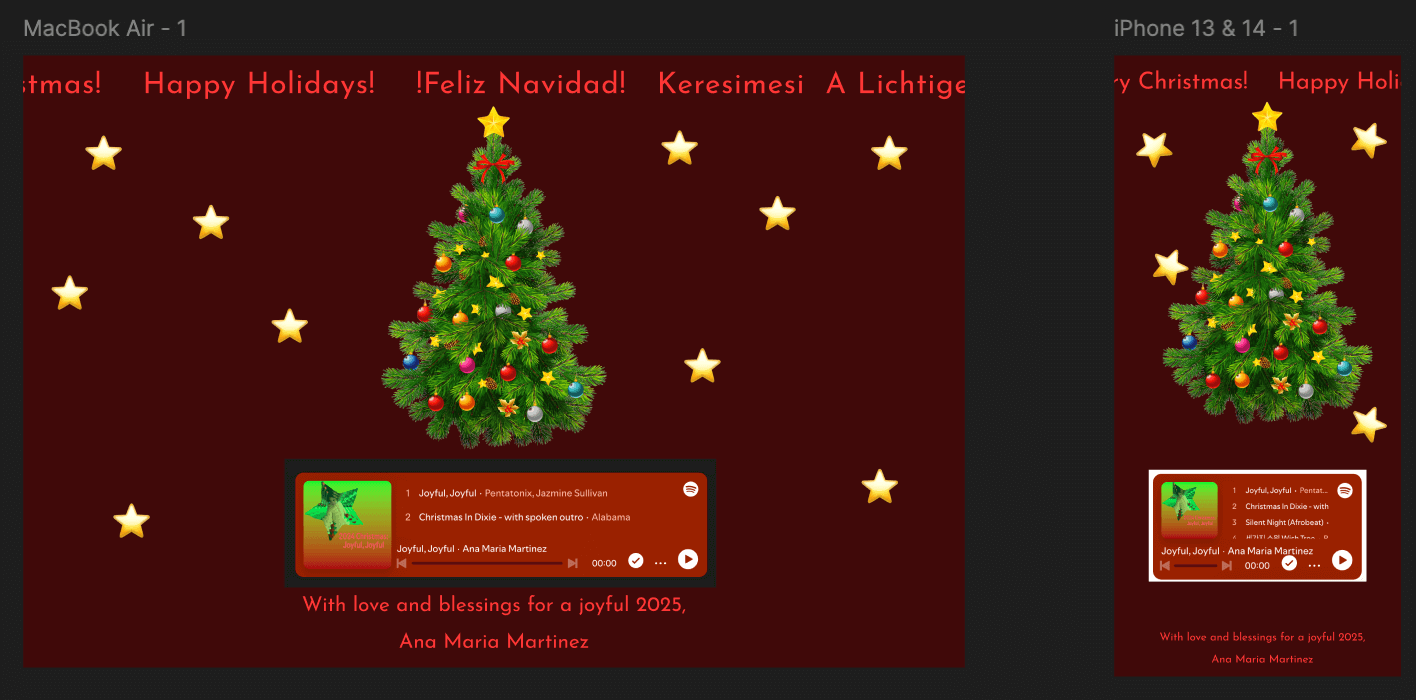 MacBook Air - 1
stmas! Happy Holidays! !Feliz Navidad! Keresimesi A Lichtige
1 Joyful, Joyful • Pentatonix, Jazmine Sullivan
2 Christmas In Dixie - with spoken outro • Alabama
Joyful, Joyful
Joyful, Joyful · Ana Maria Martinez
00:00
With love and blessings for a joyful 2025,
Ana Maria Martinez
iPhone 13 & 14 - 1
ry Christmas! Happy Holi
1 Joyful, Joyful • Pentat...
2 Christmas In Dixie - with
3 Silent Night (Afrobeat) •
Joyful, Joyful · Ana Maria Martinez
00:00
With love and blessings for a joyful 2025,
Ana Maria Martinez